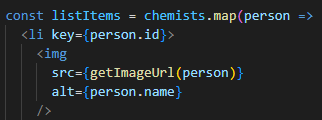 const listItems = chemists.map(person =>
<li key={person.id}>
<img
src={getImageUrl(person)}
alt={person.name}
/>